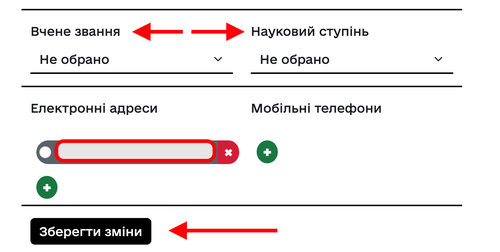 Вчене звання Науковий ступінь
Не обрано Не обрано
Електронні адреси Мобільні телефони
Зберегти зміни